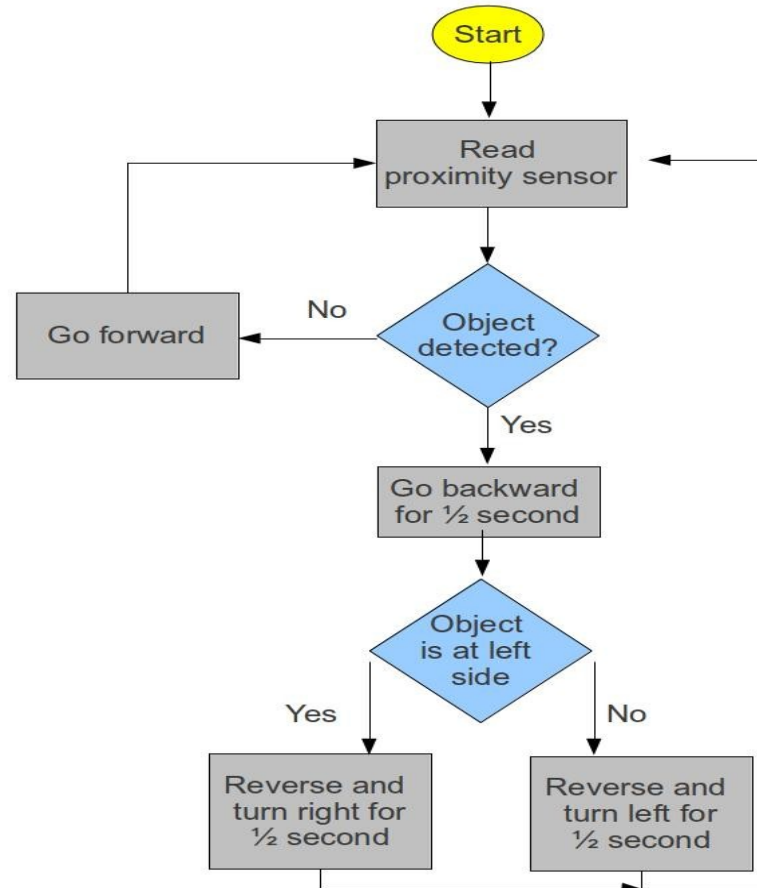 Start
Read
proximity sensor
No
Go forward
Object
detected?
Yes
Go backward
for ½ second
Object
is at left
side
Yes
No
Reverse and
turn right for
½ second
Reverse and
turn left for
½ second